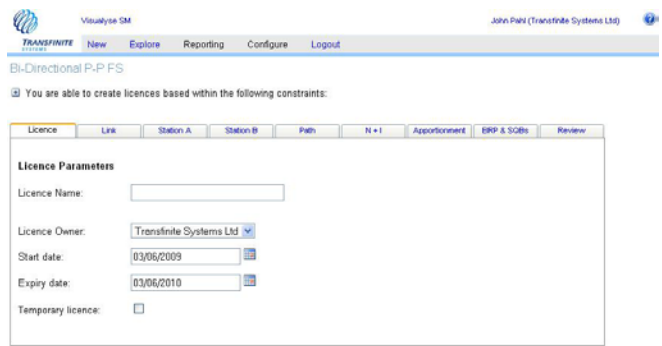 Visualyse SM
John Pahl (Transfinite Systems Ltd)
TRANSFINITE
SYSTEMS
New Explore Reporting Configure Logout
Bi-Directional P-P FS
You are able to create licences based within the following constraints:
Licence Link Station A Station B Path N + I Apportionment EIRP & SQBs Review
Licence Parameters
Licence Name:
Licence Owner: Transfinite Systems Ltd
Start date: 03/06/2009
Expiry date: 03/06/2010
Temporary licence: